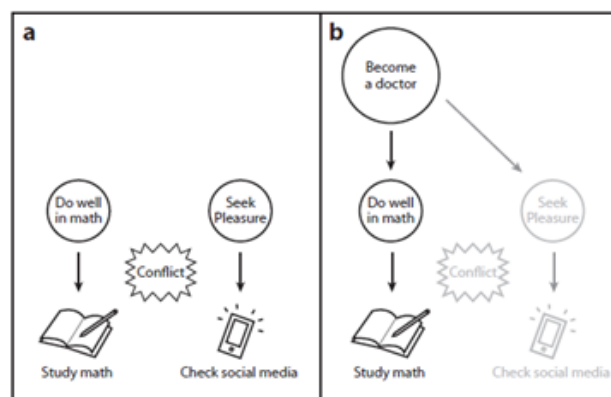 a
Do well
in math
Seek
Pleasure
Conflict
Study math
Check social media
b
Become
a doctor
Do well
in math
Seek
Pleasure
Conflict
Study math
Check social media